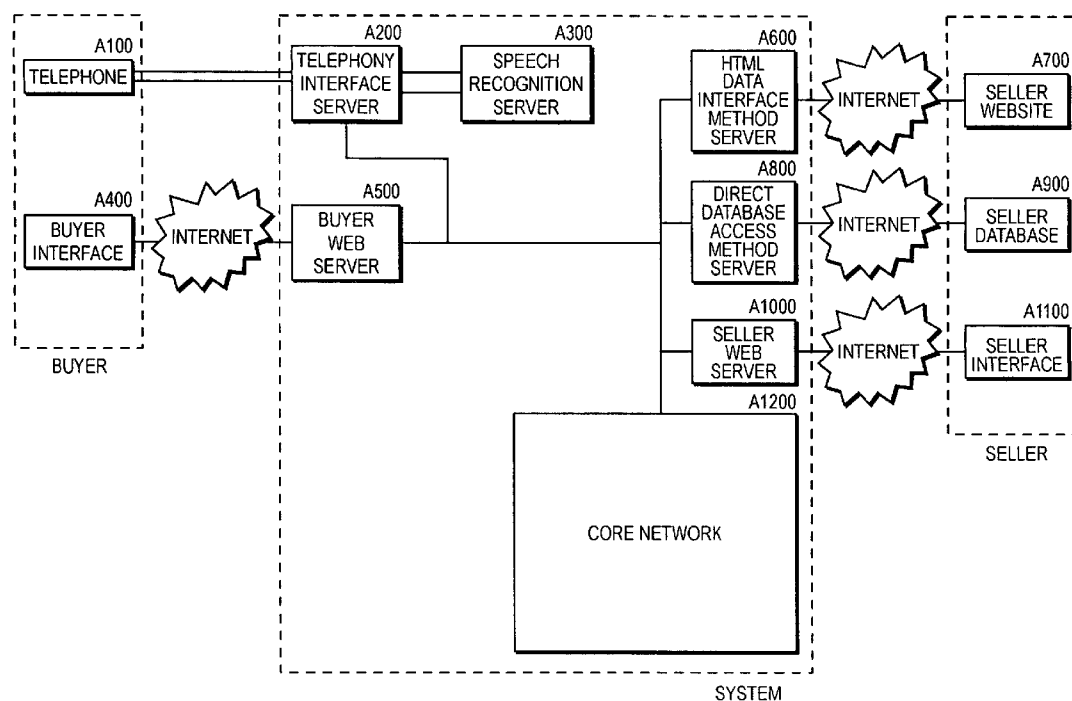 A100
TELEPHONE
A200
TELEPHONY
INTERFACE
SERVER
A300
SPEECH
RECOGNITION
SERVER
A600
HTML
DATA
INTERFACE
METHOD
SERVER
INTERNET
A700
SELLER
WEBSITE
A400
BUYER
INTERFACE
INTERNET
A500
BUYER
WEB
SERVER
A800
DIRECT
DATABASE
ACCESS
METHOD
SERVER
INTERNET
A900
SELLER
DATABASE
A1000
SELLER
WEB
SERVER
INTERNET
A1100
SELLER
INTERFACE
BUYER
A1200
CORE NETWORK
SELLER
SYSTEM